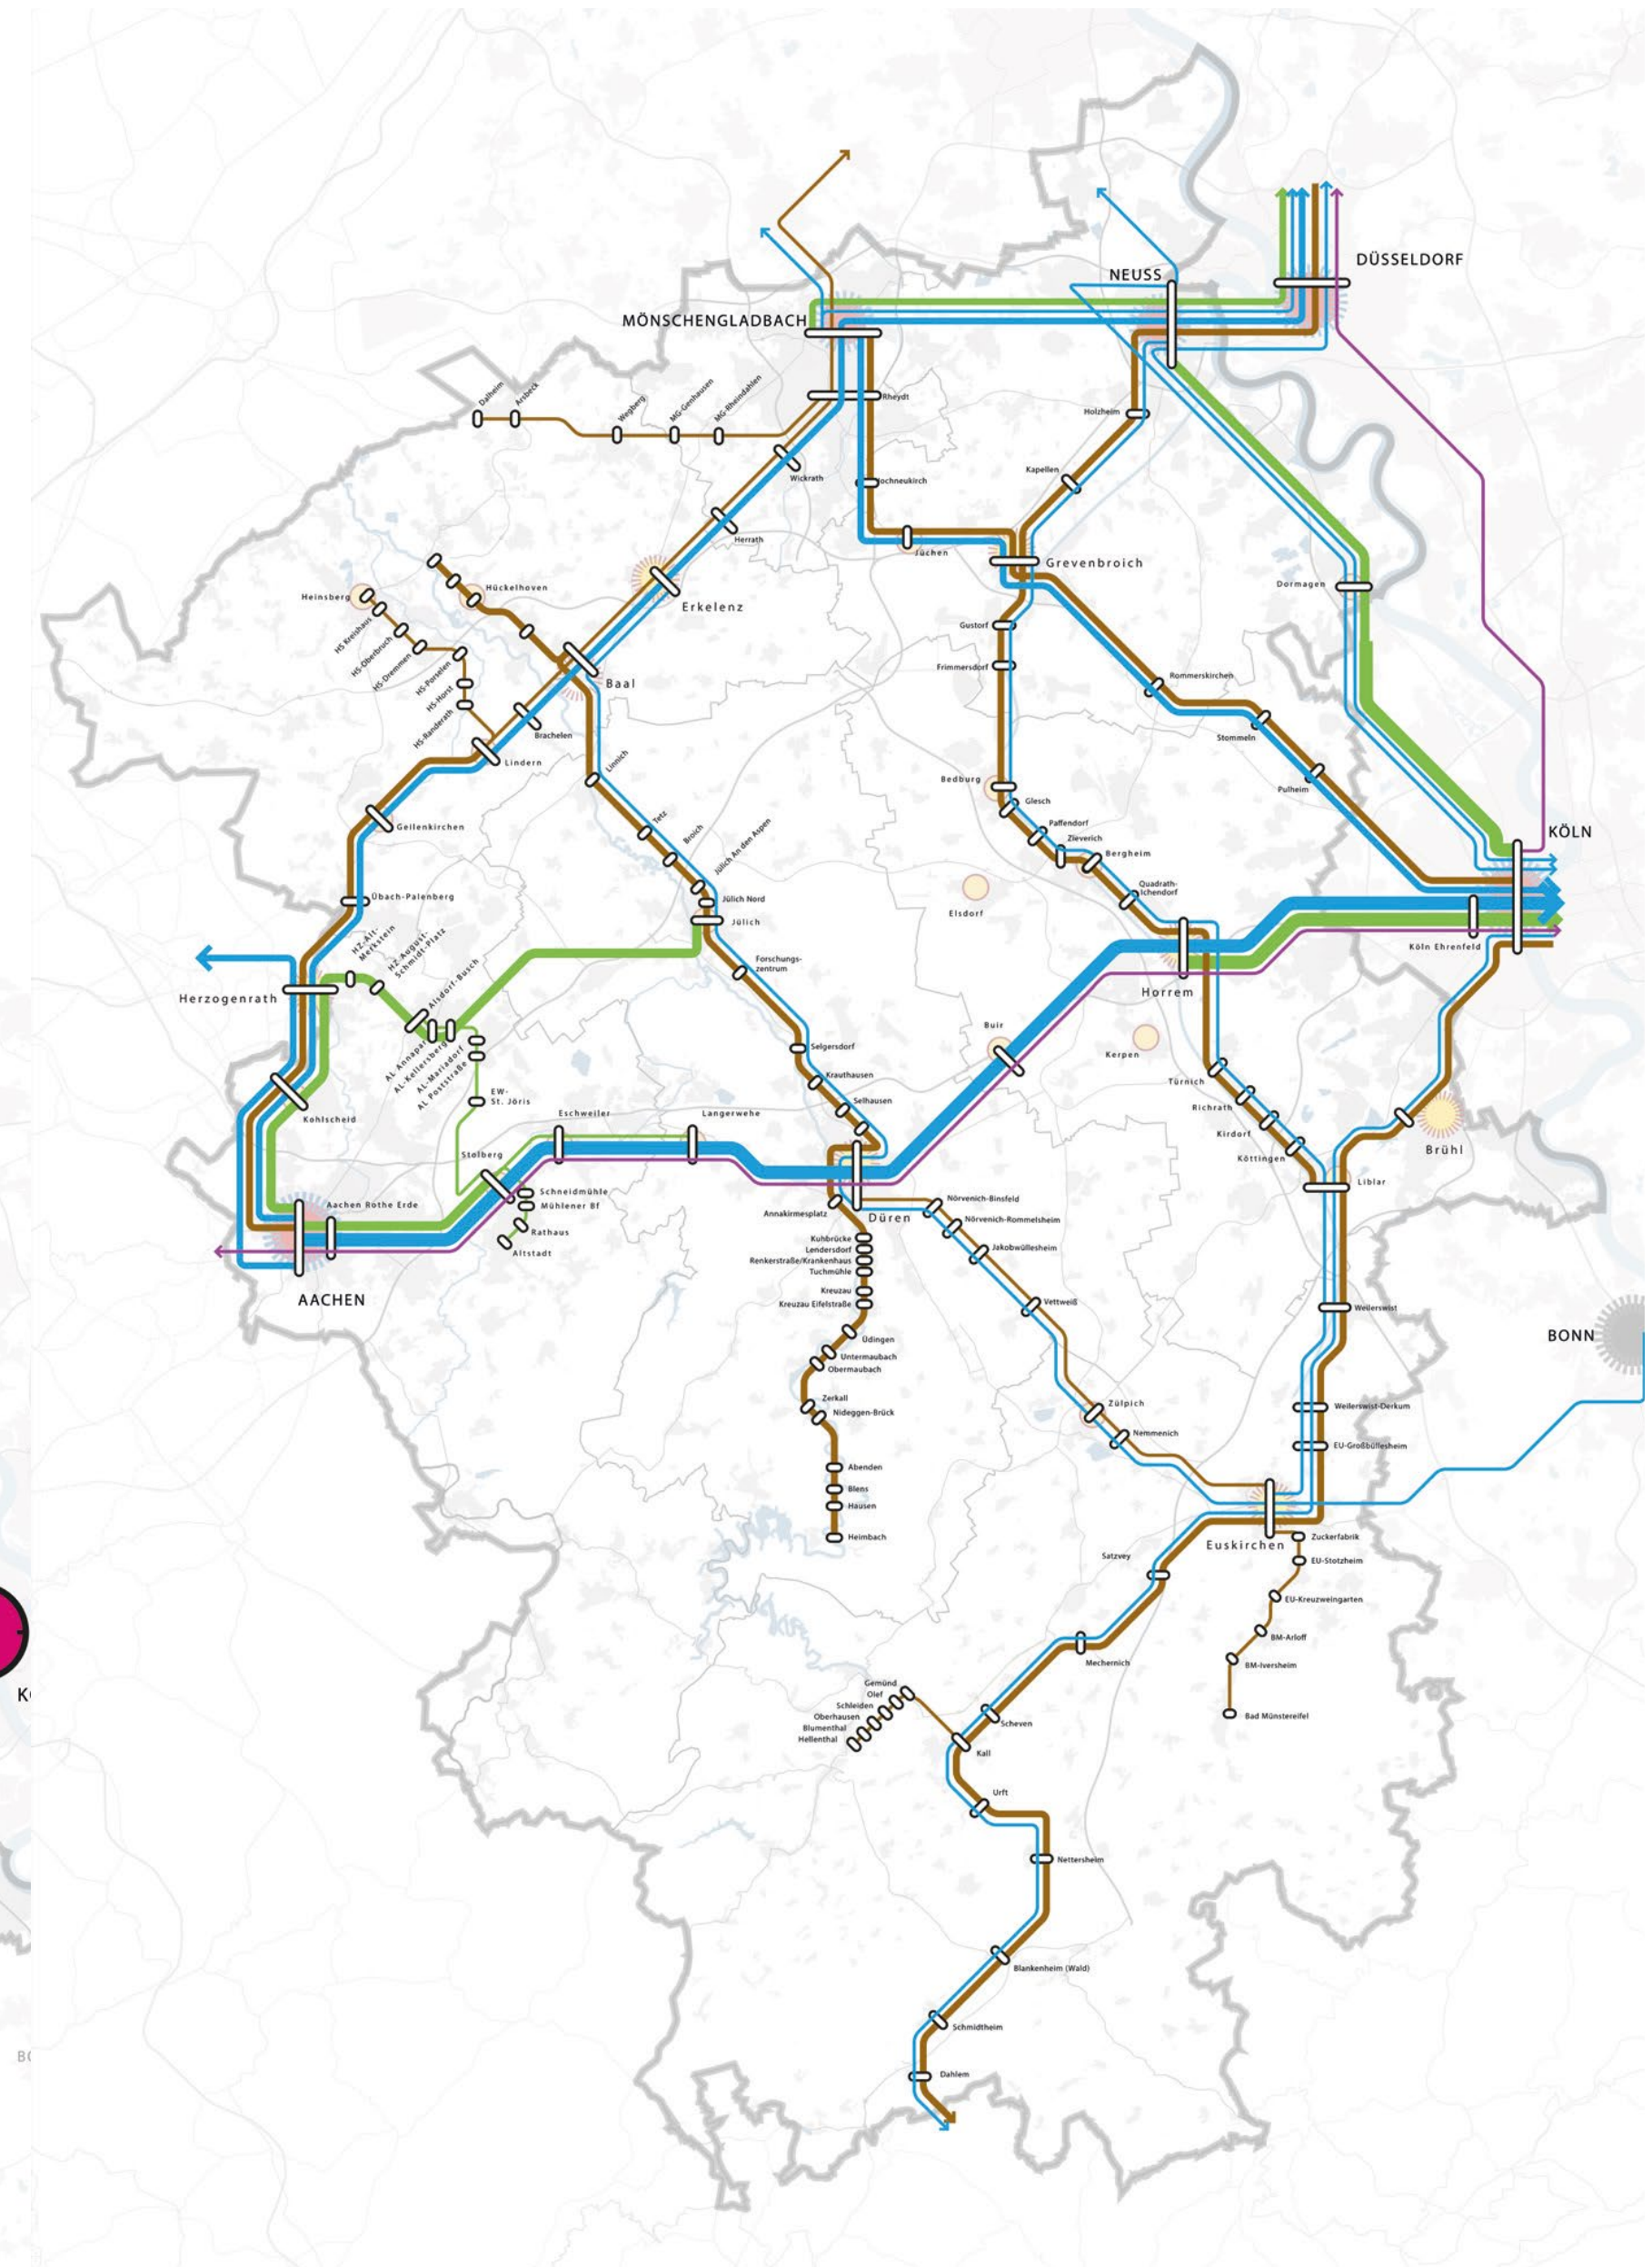 DÜSSELDORF
NEUSS
MÖNSCHENGLADBACH
Dalheim
Arsbeck
Wegberg
MG-Genhausen
MG-Rheindahlen
Rheydt
Holzheim
Wickrath
Kapellen
Hochneukirch
Herrath
Jüchen
Grevenbroich
Dormagen
Hückelhoven
Heinsberg
Erkelenz
HS Kreishaus
HS-Oberbruch
HS-Dremmen
HS-Porselen
HS-Horst
HS-Randerath
Gustorf
Frimmersdorf
Rommerskirchen
Baal
Brachelen
Stommeln
Lindern
Linnich
Bedburg
Pulheim
Glesch
Geilenkirchen
Tetz
Broich
Jülich An den Aspen
Paffendorf
Zieverich
Bergheim
KÖLN
Quadrath-
Ichendorf
Übach-Palenberg
Jülich Nord
Jülich
Elsdorf
HZ-Alt-
Merkstein
HZ-August-
Schmidt-Platz
Köln Ehrenfeld
Alsdorf-Busch
Forschungs-
zentrum
Herzogenrath
Horrem
Buir
AL-Annapark
AL-Kellersberg
AL-Mariadorf
AL Poststraße
Selgersdorf
Kerpen
Krauthausen
Türnich
EW-
St. Jöris
Selhausen
Richrath
Kohlscheid
Eschweiler
Langerwehe
Kirdorf
Brühl
Stolberg
Köttingen
Liblar
Schneidmühle
Mühlener Bf
Aachen Rothe Erde
Rathaus
Altstadt
Annakirmesplatz
Düren
Nörvenich-Binsfeld
Nörvenich-Rommelsheim
Kuhbrücke
Lendersdorf
Renkerstraße/Krankenhaus
Tuchmühle
Jakobwüllesheim
Kreuzau
Kreuzau Eifelstraße
AACHEN
Vettweiß
Weilerswist
BONN
Üdingen
Untermaubach
Obermaubach
Zerkall
Nideggen-Brück
Zülpich
Weilerswist-Derkum
Nemmenich
EU-Großbüllesheim
Abenden
Blens
Hausen
Heimbach
Euskirchen
Zuckerfabrik
Satzvey
EU-Stotzheim
EU-Kreuzweingarten
BM-Arloff
Mechernich
BM-Iversheim
Gemünd
Olef
Schleiden
Oberhausen
Blumenthal
Hellenthal
Scheven
Bad Münstereifel
Kall
Urft
Nettersheim
Blankenheim (Wald)
Schmidtheim
Dahlem